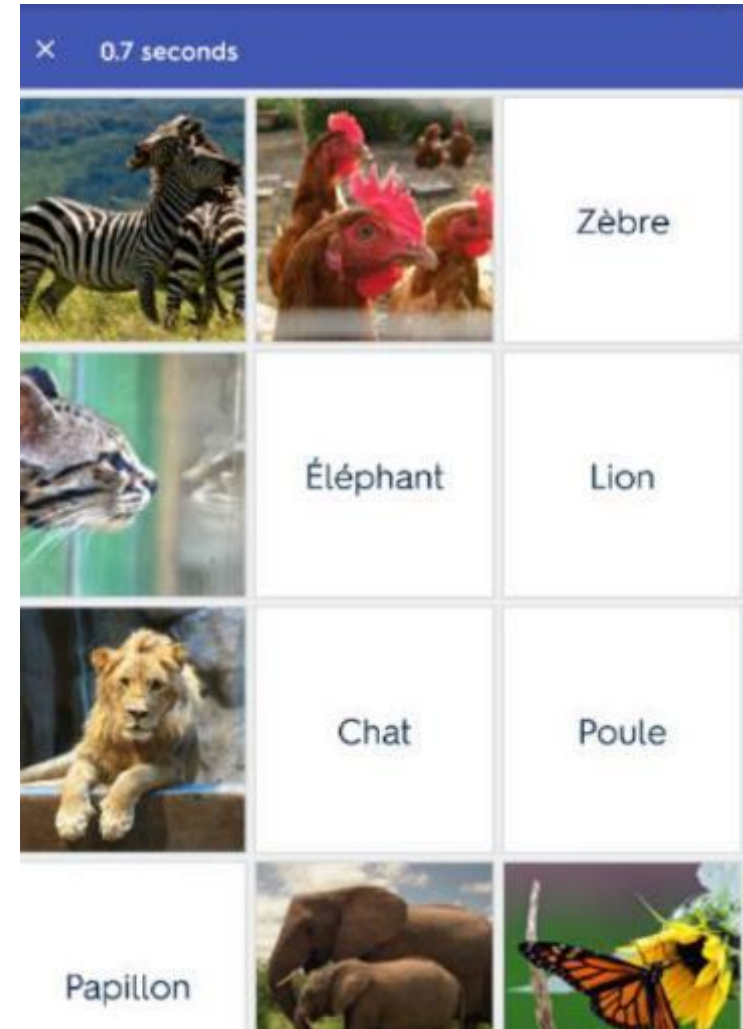 × 0.7 seconds
Zèbre
Éléphant
Lion
Chat
Poule
Papillon